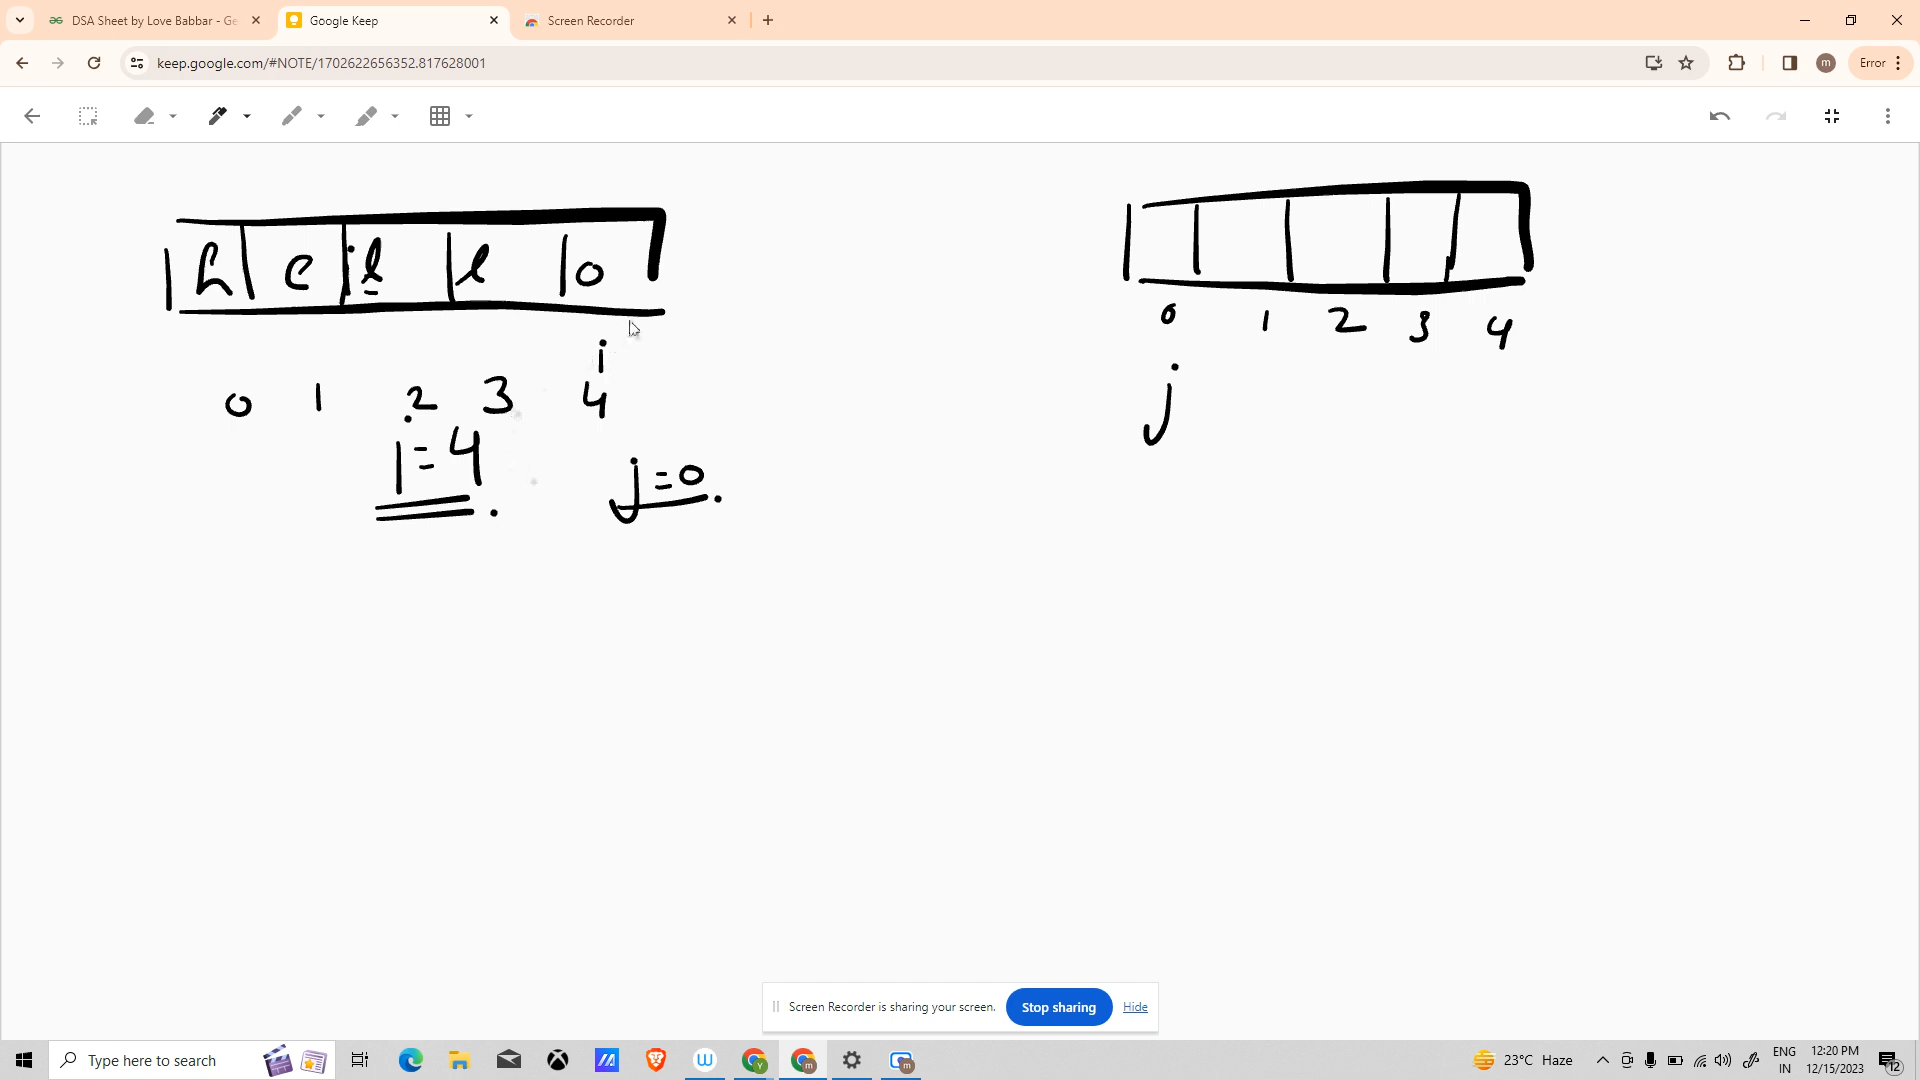 DSA Sheet by Love Babbar - Ge
Google Keep
Screen Recorder
keep.google.com/#NOTE/1702622656352.817628001
m
Error
h e l l o
0 1 2 3 4
i
0 1 2 3 4
j
i = 4
j = 0
Screen Recorder is sharing your screen.
Stop sharing
Hide
Type here to search
23°C Haze
ENG
IN
12:20 PM
12/15/2023
12